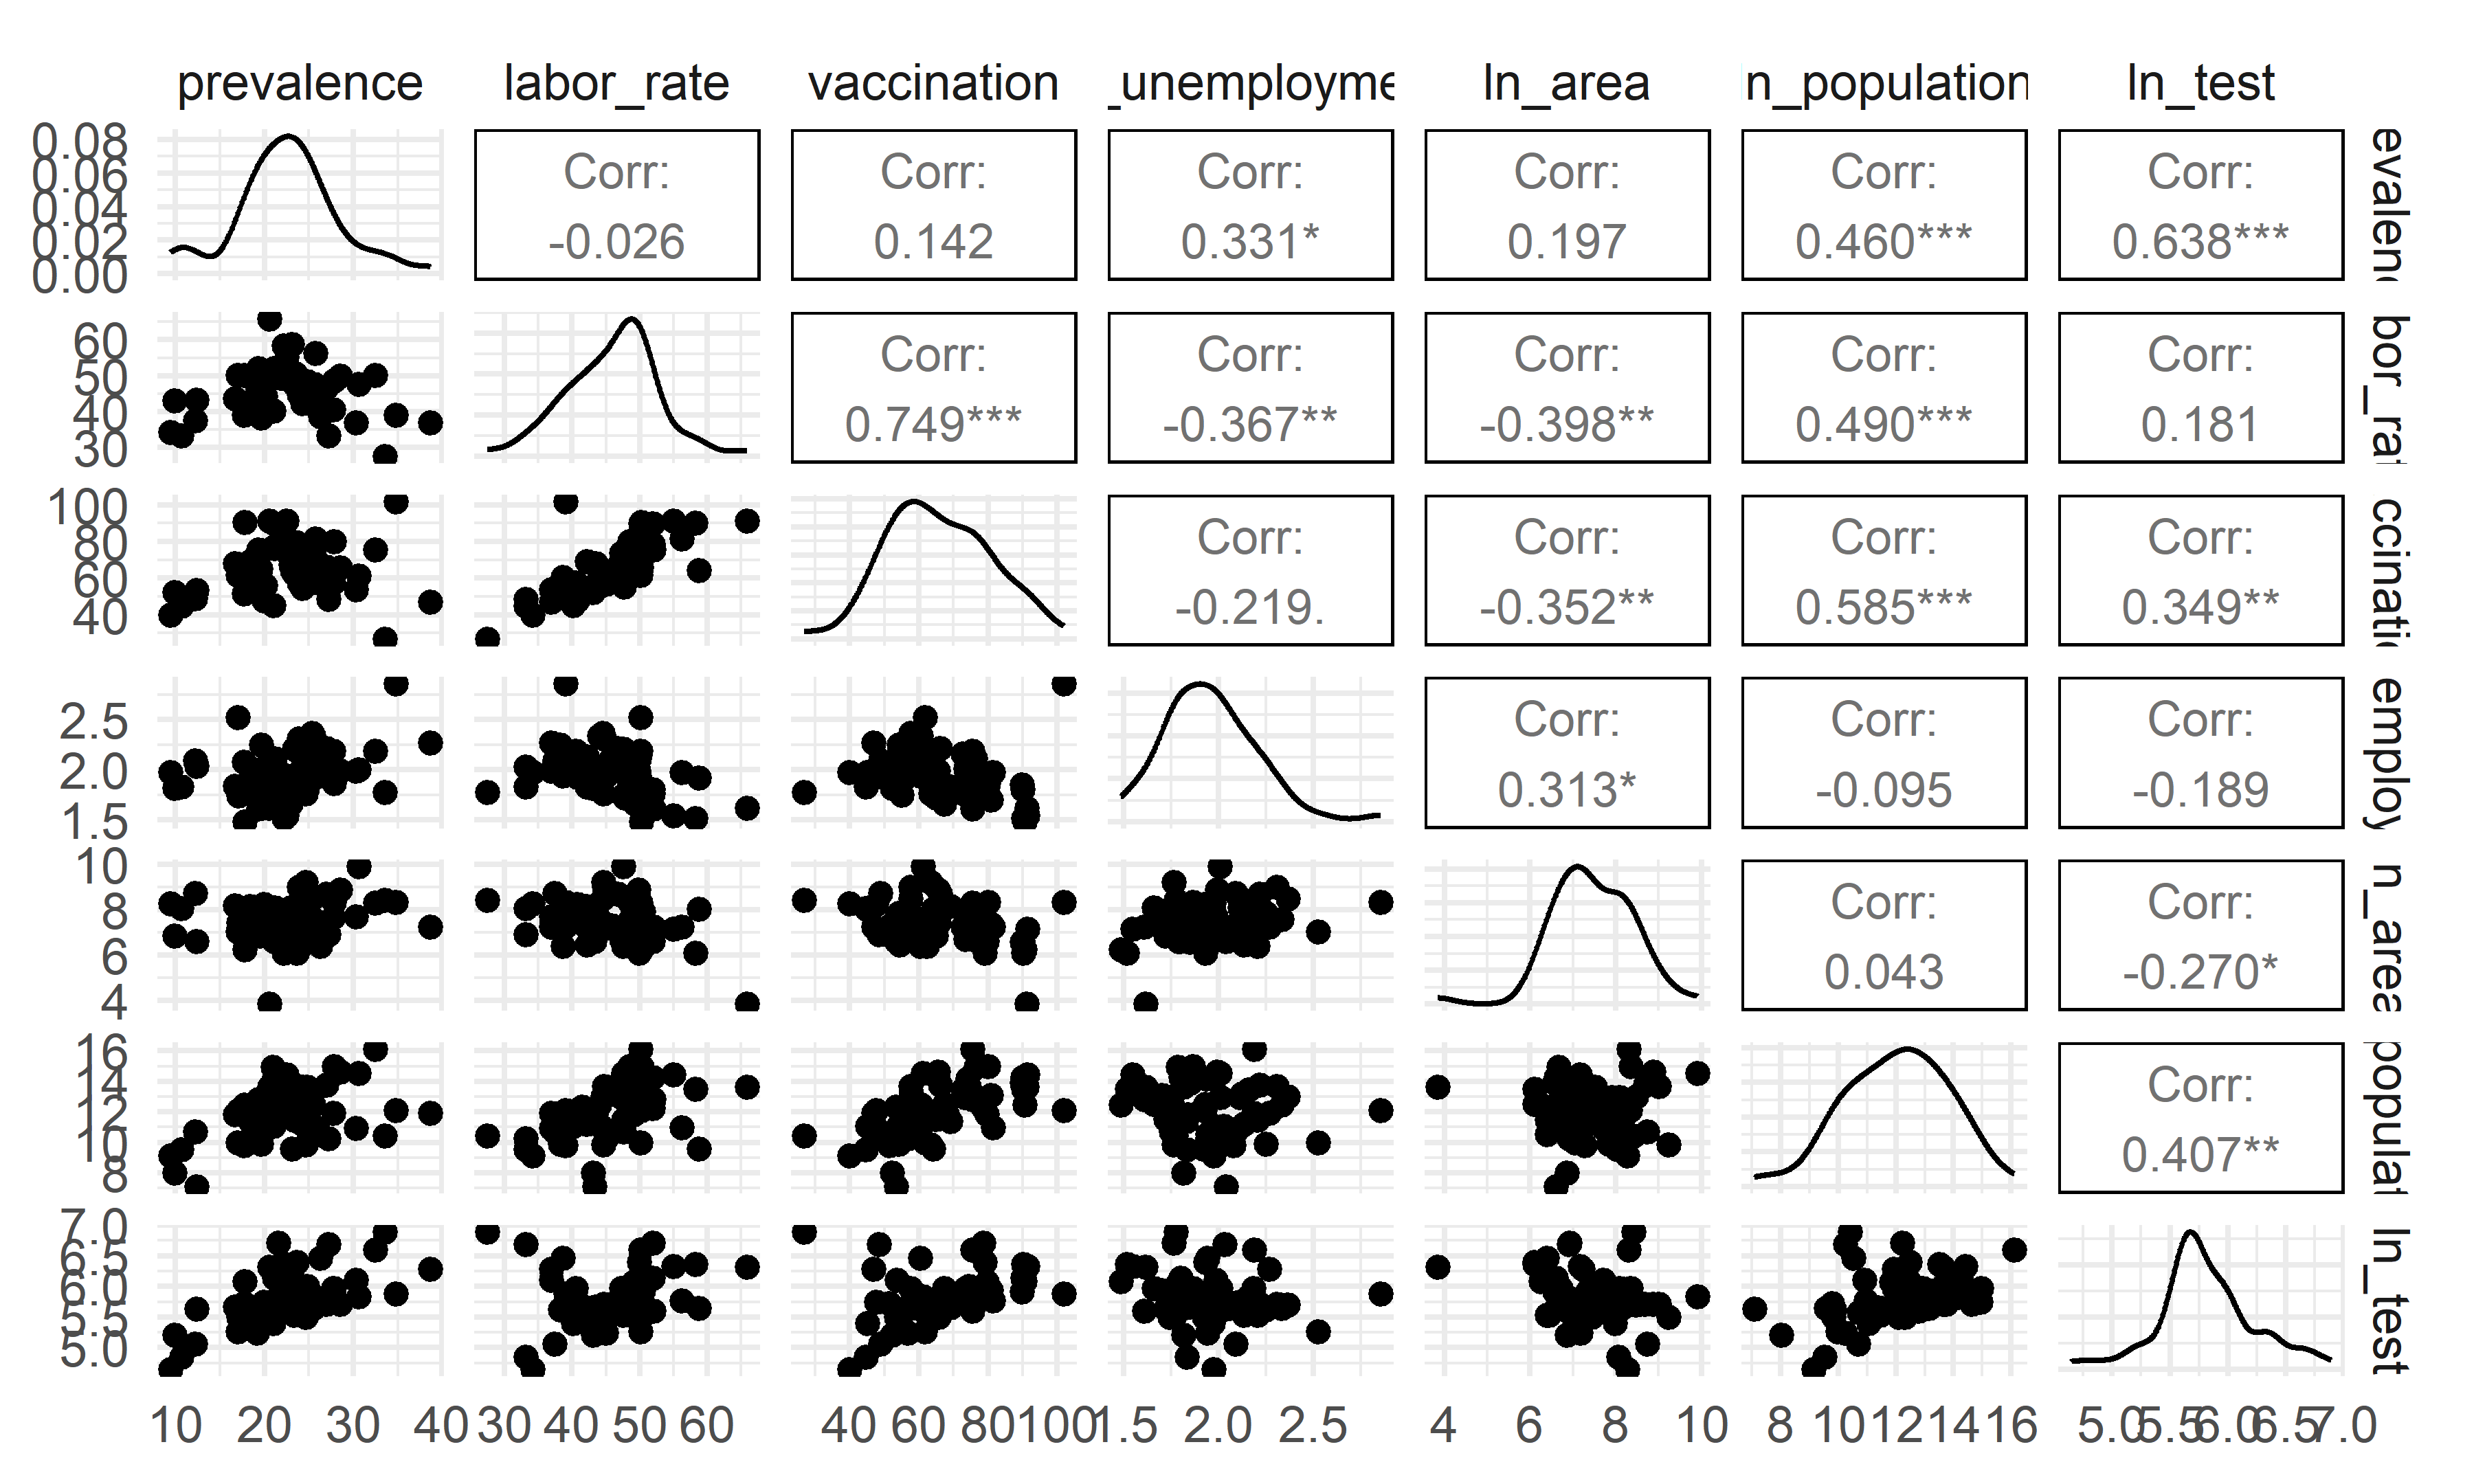 prevalence labor_rate vaccination _unemployme ln_area n_population ln_test
0.08
0.06
0.04
0.02
0.00
Corr: Corr: Corr: Corr: Corr: Corr:
-0.026 0.142 0.331* 0.197 0.460*** 0.638***
evalenc
60
50
40
30
Corr: Corr: Corr: Corr: Corr:
0.749*** -0.367** -0.398** 0.490*** 0.181
bor_rat
100
80
60
40
Corr: Corr: Corr: Corr:
-0.219. -0.352** 0.585*** 0.349**
ccinatio
2.5
2.0
1.5
Corr: Corr: Corr:
0.313* -0.095 -0.189
employ
10
8
6
4
Corr: Corr:
0.043 -0.270*
n_area
16
14
12
10
8
Corr:
0.407**
populat
7.0
6.5
6.0
5.5
5.0
ln_test
10 20 30 40 30 40 50 60 40 60 80 100 1.5 2.0 2.5 4 6 8 10 8 10 12 14 16 5.0 5.5 6.0 6.5 7.0